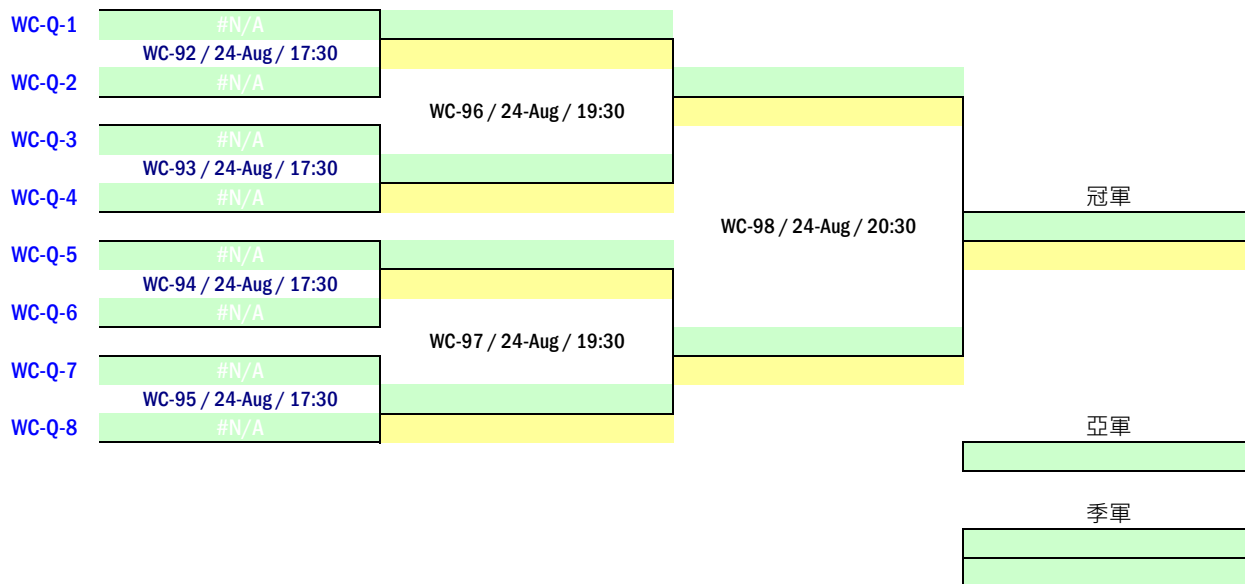 WC-Q-1 #N/A
WC-92 / 24-Aug / 17:30
WC-Q-2 #N/A
WC-96 / 24-Aug / 19:30
WC-Q-3 #N/A
WC-93 / 24-Aug / 17:30
WC-Q-4 #N/A
冠軍
WC-98 / 24-Aug / 20:30
WC-Q-5 #N/A
WC-94 / 24-Aug / 17:30
WC-Q-6 #N/A
WC-97 / 24-Aug / 19:30
WC-Q-7 #N/A
WC-95 / 24-Aug / 17:30
WC-Q-8 #N/A
亞軍
季軍